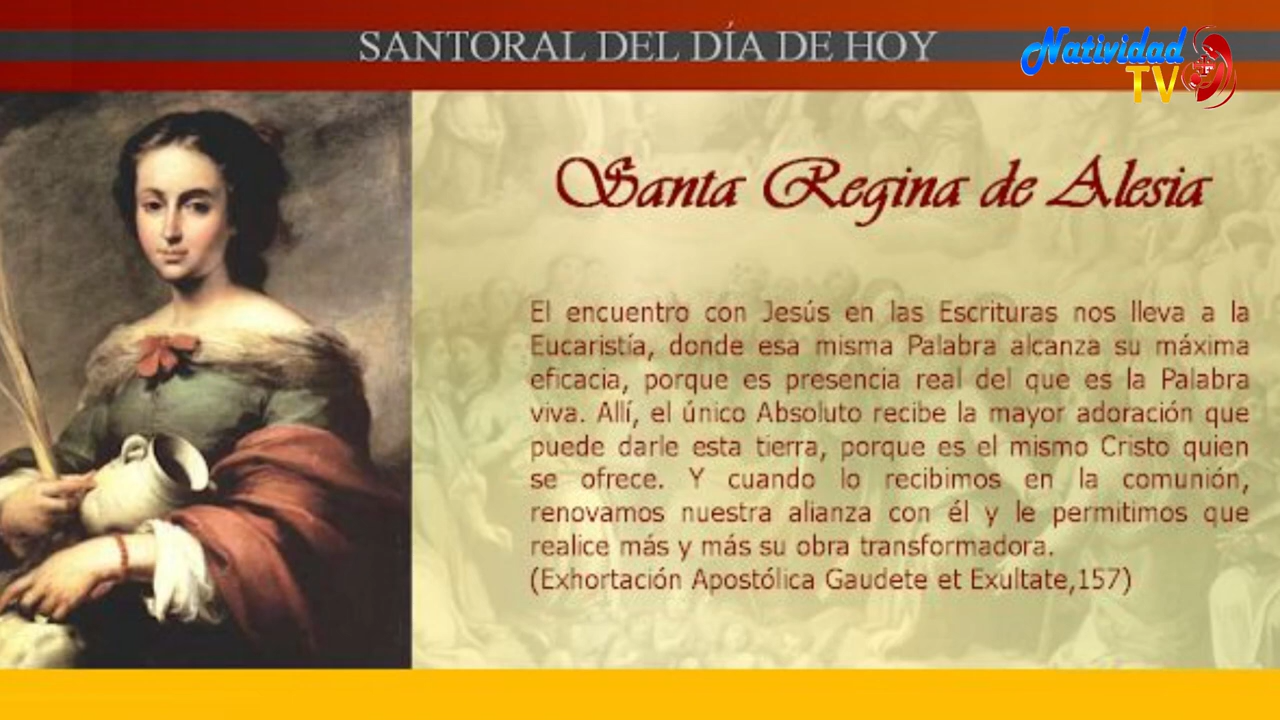 SANTORAL DEL DÍA DE HOY
Natividad
TV
Santa Regina de Alesia
El encuentro con Jesús en las Escrituras nos lleva a la
Eucaristía, donde esa misma Palabra alcanza su máxima
eficacia, porque es presencia real del que es la Palabra
viva. Allí, el único Absoluto recibe la mayor adoración que
puede darle esta tierra, porque es el mismo Cristo quien
se ofrece. Y cuando lo recibimos en la comunión,
renovamos nuestra alianza con él y le permitimos que
realice más y más su obra transformadora.
(Exhortación Apostólica Gaudete et Exultate,157)